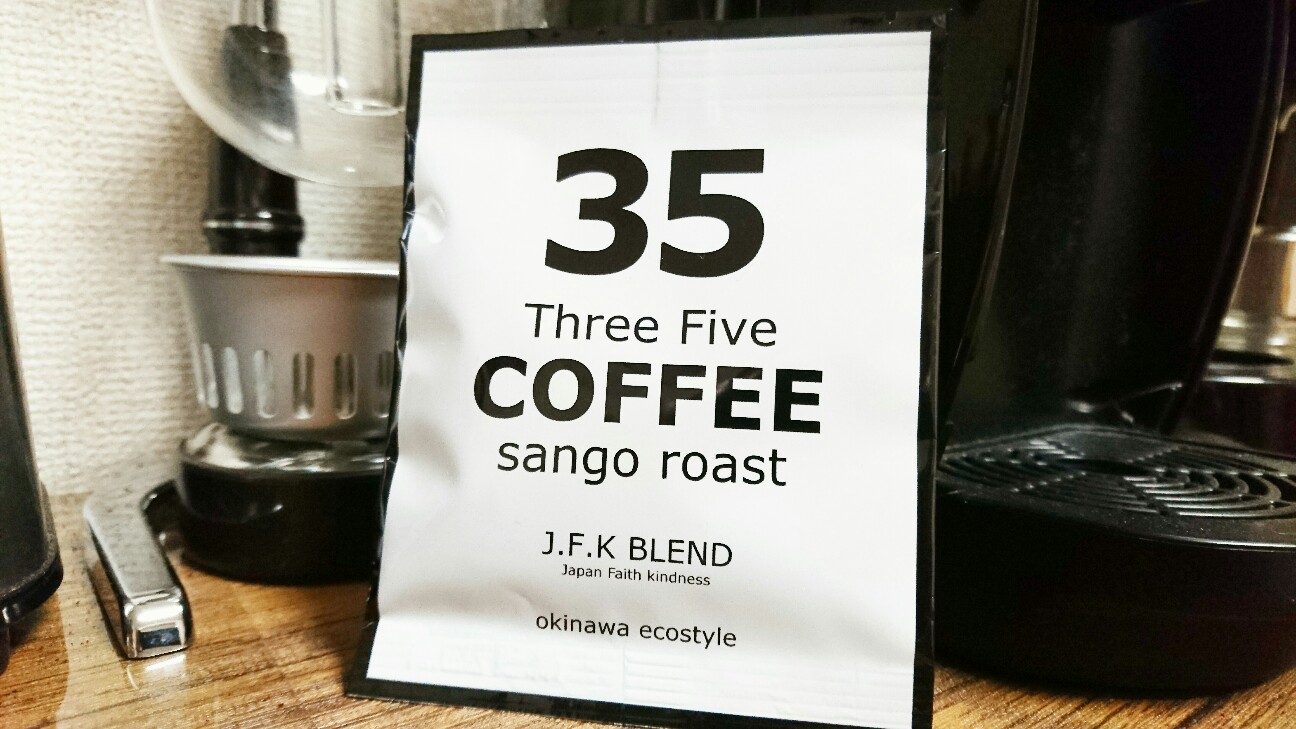 35
Three Five
COFFEE
sango roast
J.F.K BLEND
Japan Faith kindness
okinawa ecostyle